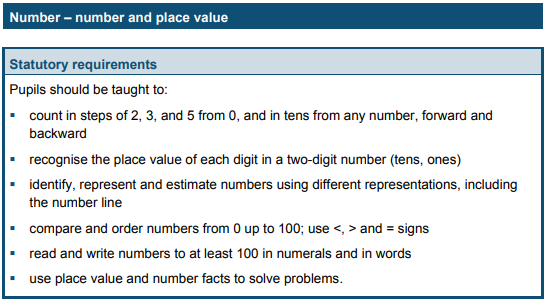 Number – number and place value
Statutory requirements
Pupils should be taught to:
▪ count in steps of 2, 3, and 5 from 0, and in tens from any number, forward and
backward
▪ recognise the place value of each digit in a two-digit number (tens, ones)
▪ identify, represent and estimate numbers using different representations, including
the number line
▪ compare and order numbers from 0 up to 100; use <, > and = signs
▪ read and write numbers to at least 100 in numerals and in words
▪ use place value and number facts to solve problems.